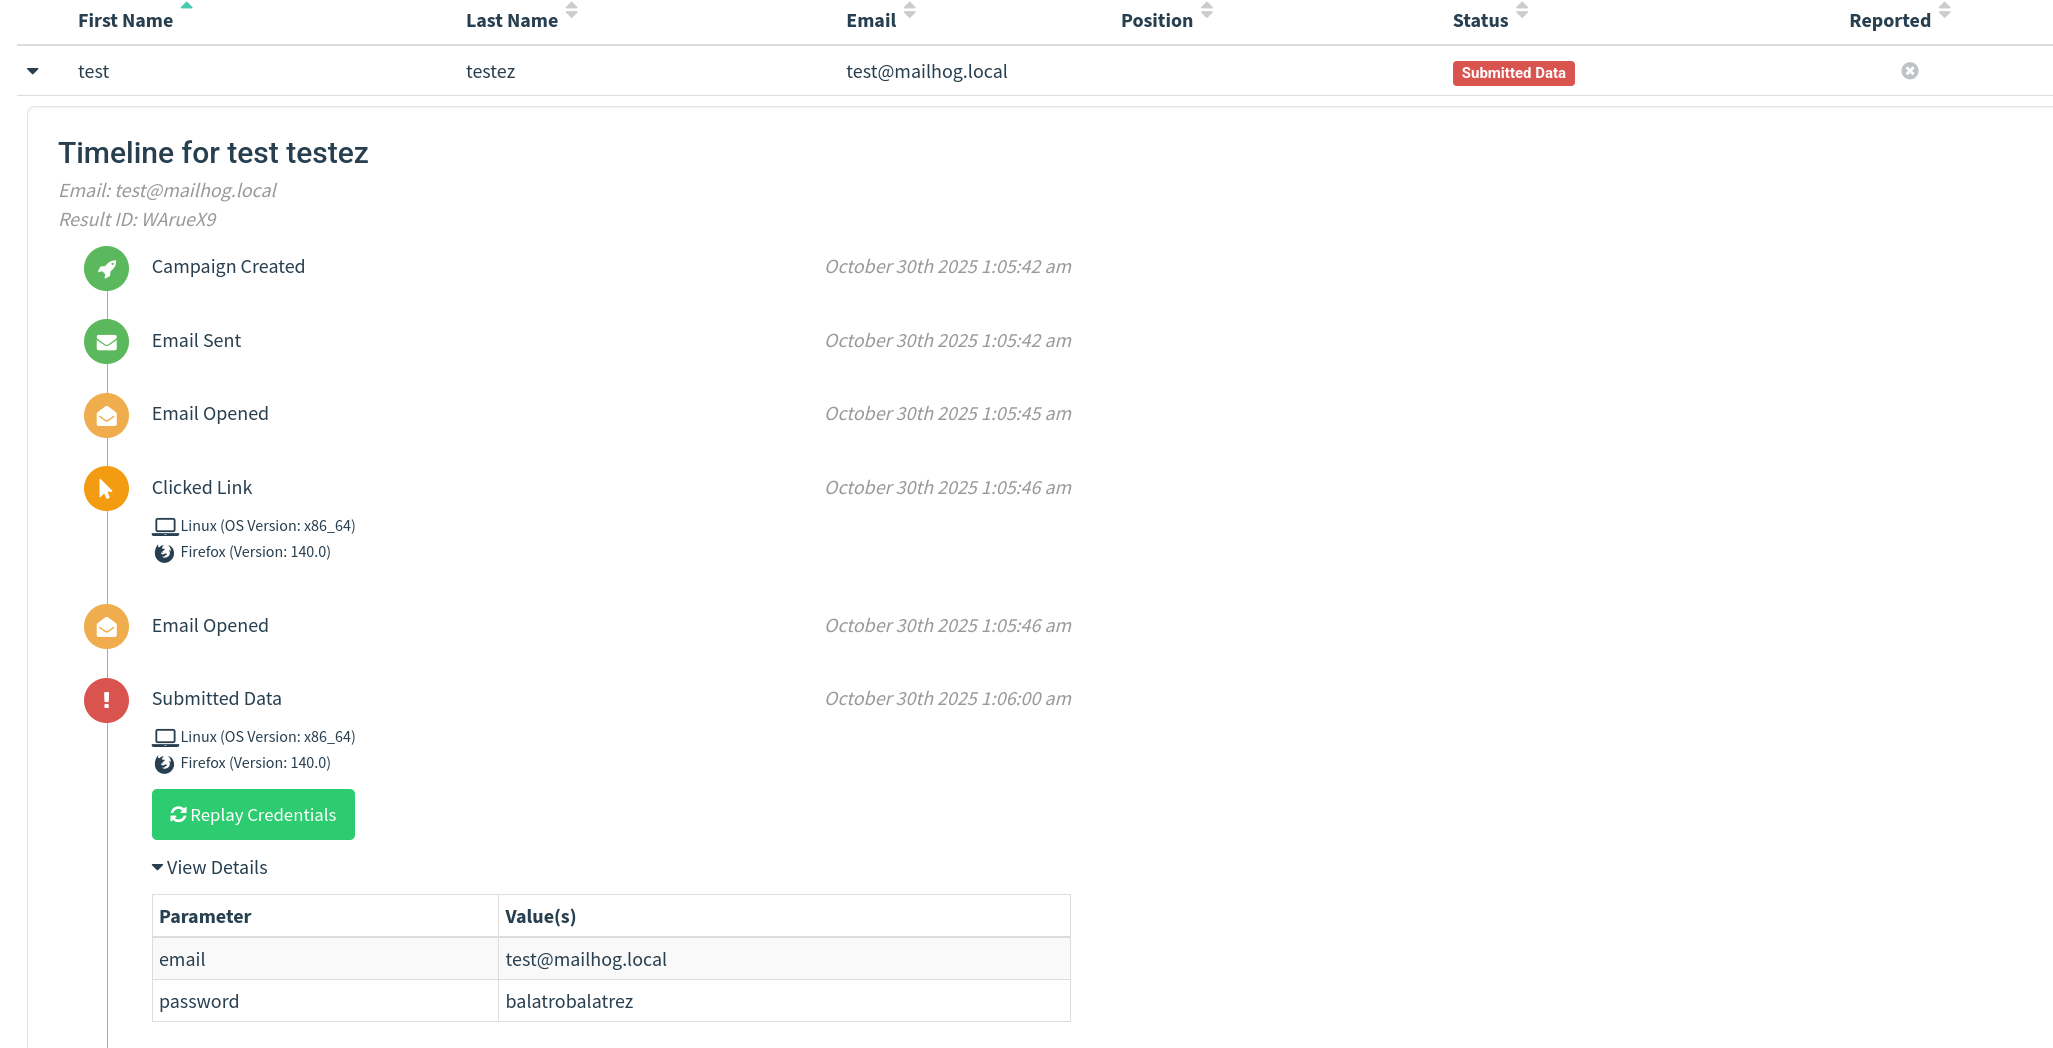 First Name Last Name Email Position Status Reported
test testez test@mailhog.local Submitted Data
Timeline for test testez
Email: test@mailhog.local
Result ID: WArueX9
Campaign Created October 30th 2025 1:05:42 am
Email Sent October 30th 2025 1:05:42 am
Email Opened October 30th 2025 1:05:45 am
Clicked Link October 30th 2025 1:05:46 am
Linux (OS Version: x86_64)
Firefox (Version: 140.0)
Email Opened October 30th 2025 1:05:46 am
Submitted Data October 30th 2025 1:06:00 am
Linux (OS Version: x86_64)
Firefox (Version: 140.0)
Replay Credentials
View Details
Parameter Value(s)
email test@mailhog.local
password balatrobalatrez